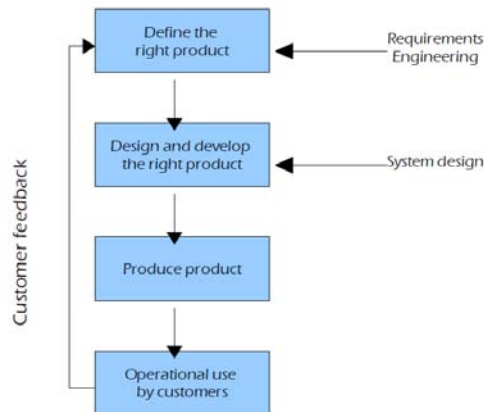 Define the
right product
Requirements
Engineering
Design and develop
the right product
System design
Customer feedback
Produce product
Operational use
by customers